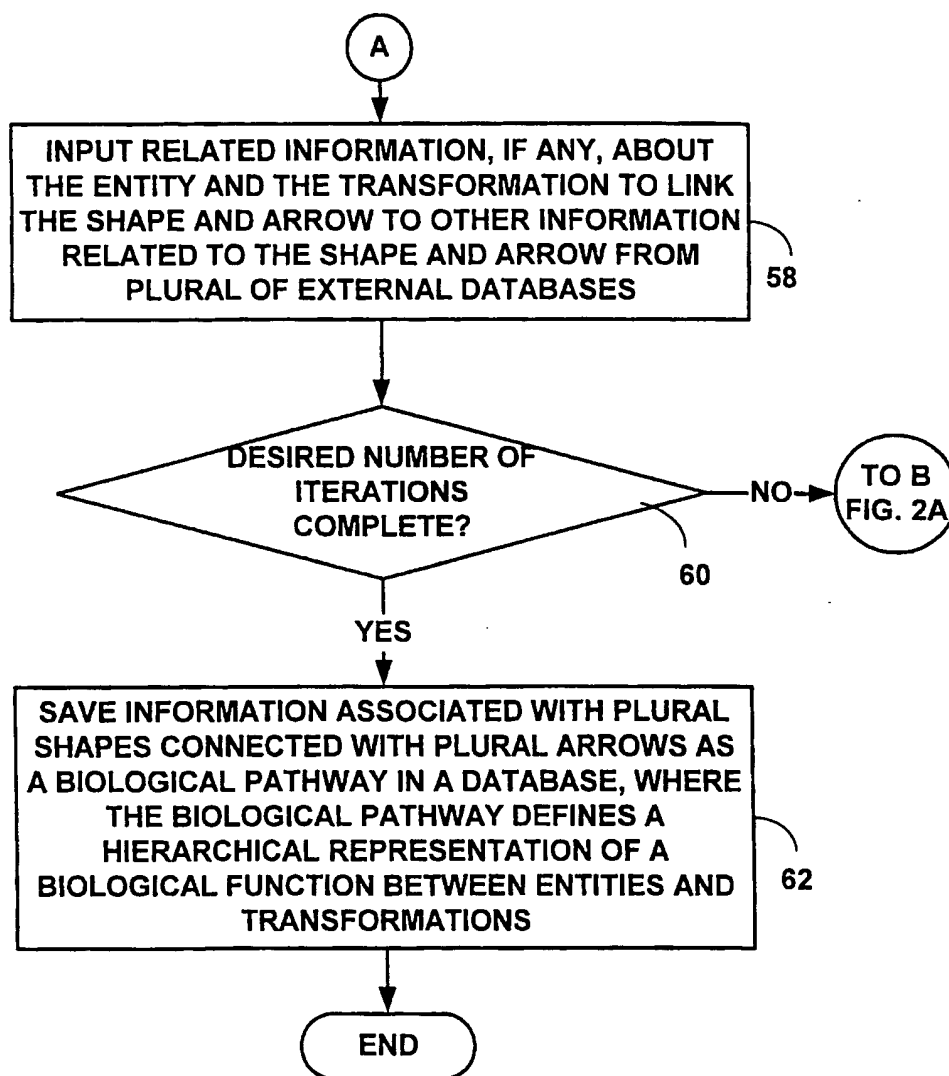 A
INPUT RELATED INFORMATION, IF ANY, ABOUT
THE ENTITY AND THE TRANSFORMATION TO LINK
THE SHAPE AND ARROW TO OTHER INFORMATION
RELATED TO THE SHAPE AND ARROW FROM
PLURAL OF EXTERNAL DATABASES
58
DESIRED NUMBER OF
ITERATIONS
COMPLETE?
60
NO
TO B
FIG. 2A
YES
SAVE INFORMATION ASSOCIATED WITH PLURAL
SHAPES CONNECTED WITH PLURAL ARROWS AS
A BIOLOGICAL PATHWAY IN A DATABASE, WHERE
THE BIOLOGICAL PATHWAY DEFINES A
HIERARCHICAL REPRESENTATION OF A
BIOLOGICAL FUNCTION BETWEEN ENTITIES AND
TRANSFORMATIONS
62
END